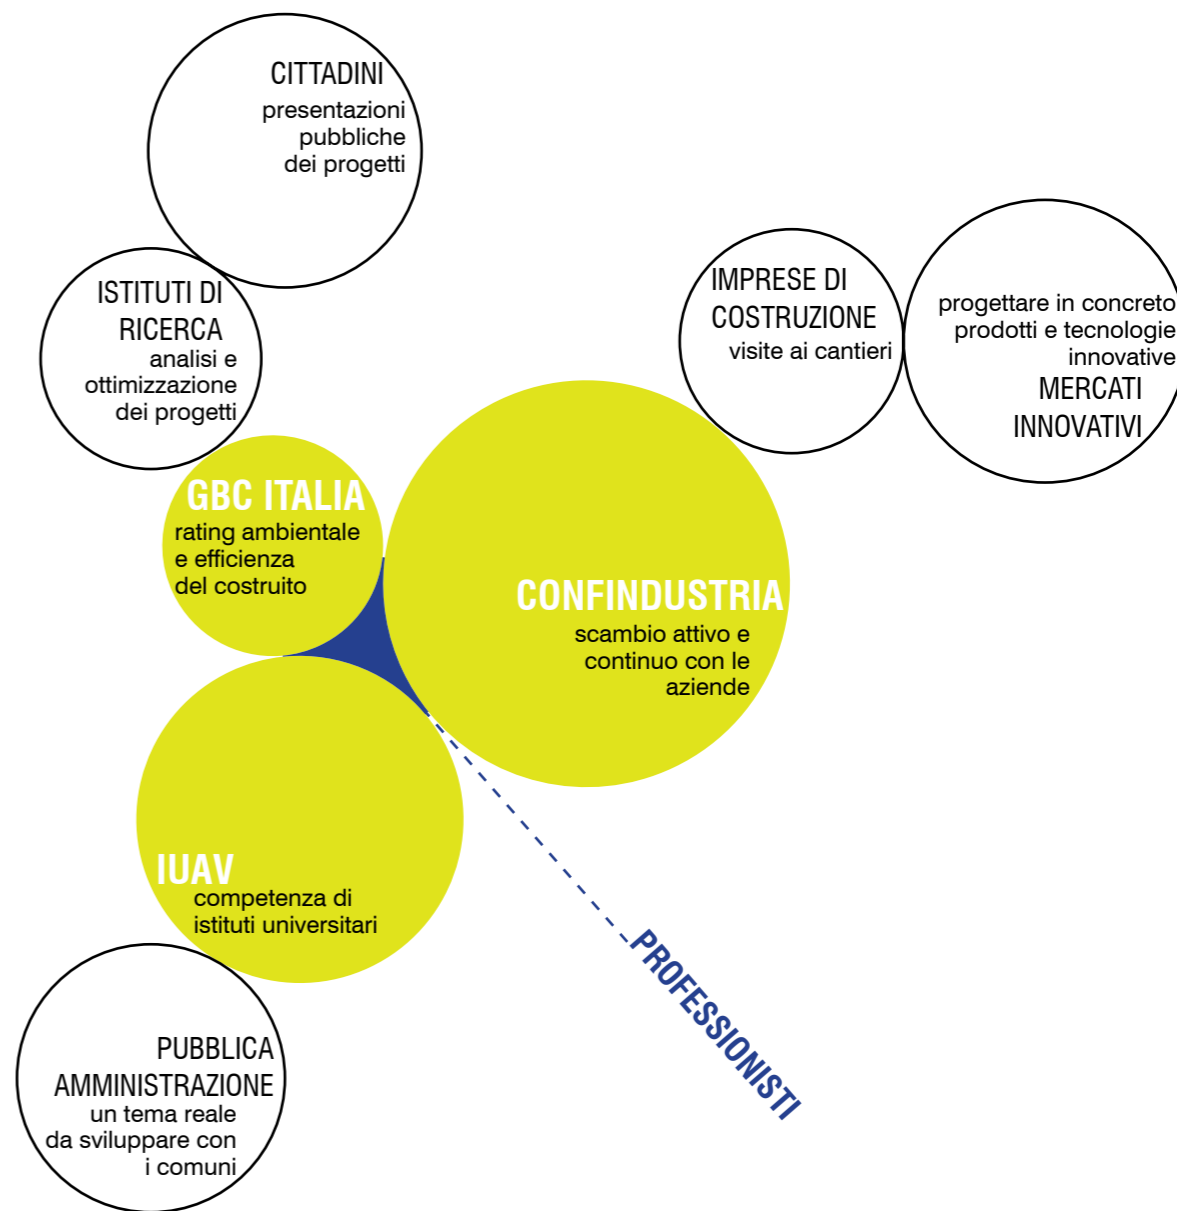 CITTADINI
presentazioni
pubbliche
dei progetti
ISTITUTI DI
RICERCA
analisi e
ottimizzazione
dei progetti
IMPRESE DI
COSTRUZIONE
visite ai cantieri
progettare in concreto
prodotti e tecnologie
innovative
MERCATI
INNOVATIVI
GBC ITALIA
rating ambientale
e efficienza
del costruito
CONFINDUSTRIA
scambio attivo e
continuo con le
aziende
IUAV
competenza di
istituti universitari
PROFESSIONISTI
PUBBLICA
AMMINISTRAZIONE
un tema reale
da sviluppare con
i comuni